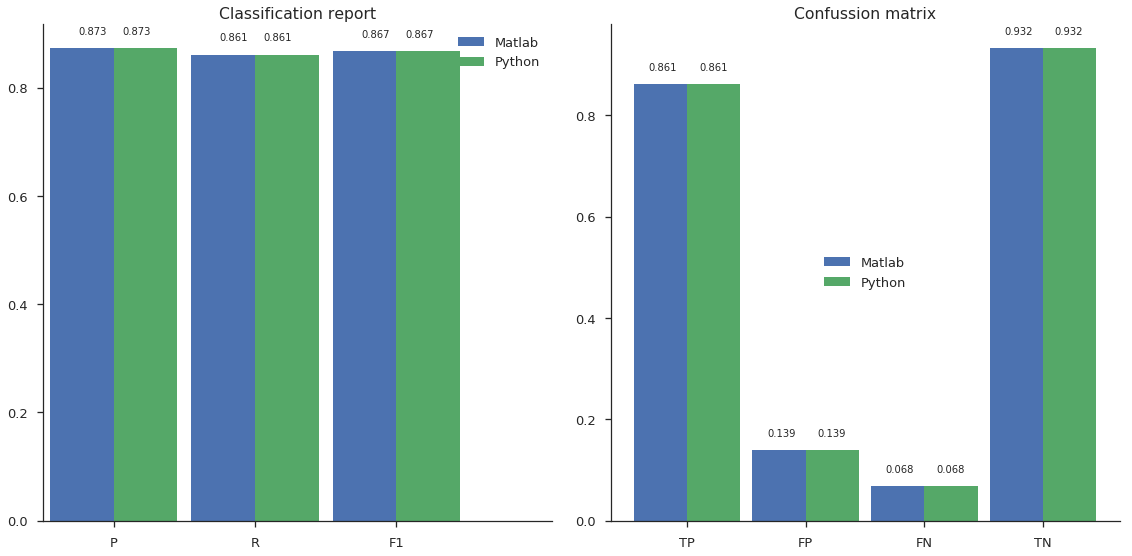 Classification report
0.873 0.873 0.861 0.861 0.867 0.867
Matlab
Python
0.8
0.6
0.4
0.2
0.0
P R F1
Confussion matrix
0.932 0.932
0.861 0.861
0.139 0.139
0.068 0.068
Matlab
Python
0.8
0.6
0.4
0.2
0.0
TP FP FN TN